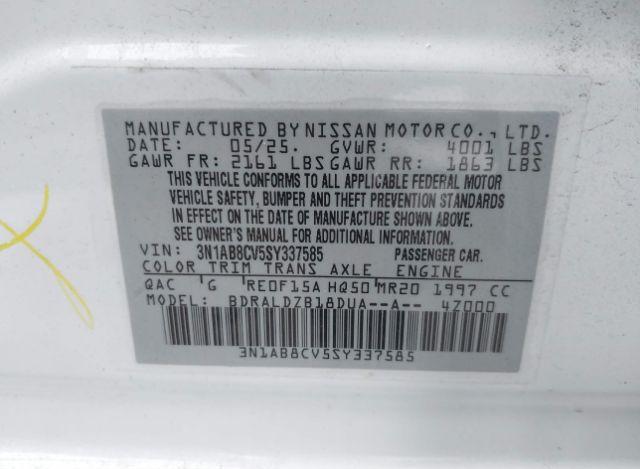 MANUFACTURED BY NISSAN MOTOR CO., LTD.
DATE: 05/25. GVWR: 4001 LBS
GAWR FR: 2161 LBS GAWR RR: 1863 LBS
THIS VEHICLE CONFORMS TO ALL APPLICABLE FEDERAL MOTOR
VEHICLE SAFETY, BUMPER AND THEFT PREVENTION STANDARDS
IN EFFECT ON THE DATE OF MANUFACTURE SHOWN ABOVE.
SEE OWNER'S MANUAL FOR ADDITIONAL INFORMATION.
VIN: 3N1AB8CV5SY337585 PASSENGER CAR.
COLOR TRIM TRANS AXLE ENGINE
QAC G RE0F15A HQ50 MR20 1997 CC
MODEL: BDRALDZB18DUA--A-- 47000
3N1AB8CV5SY337585